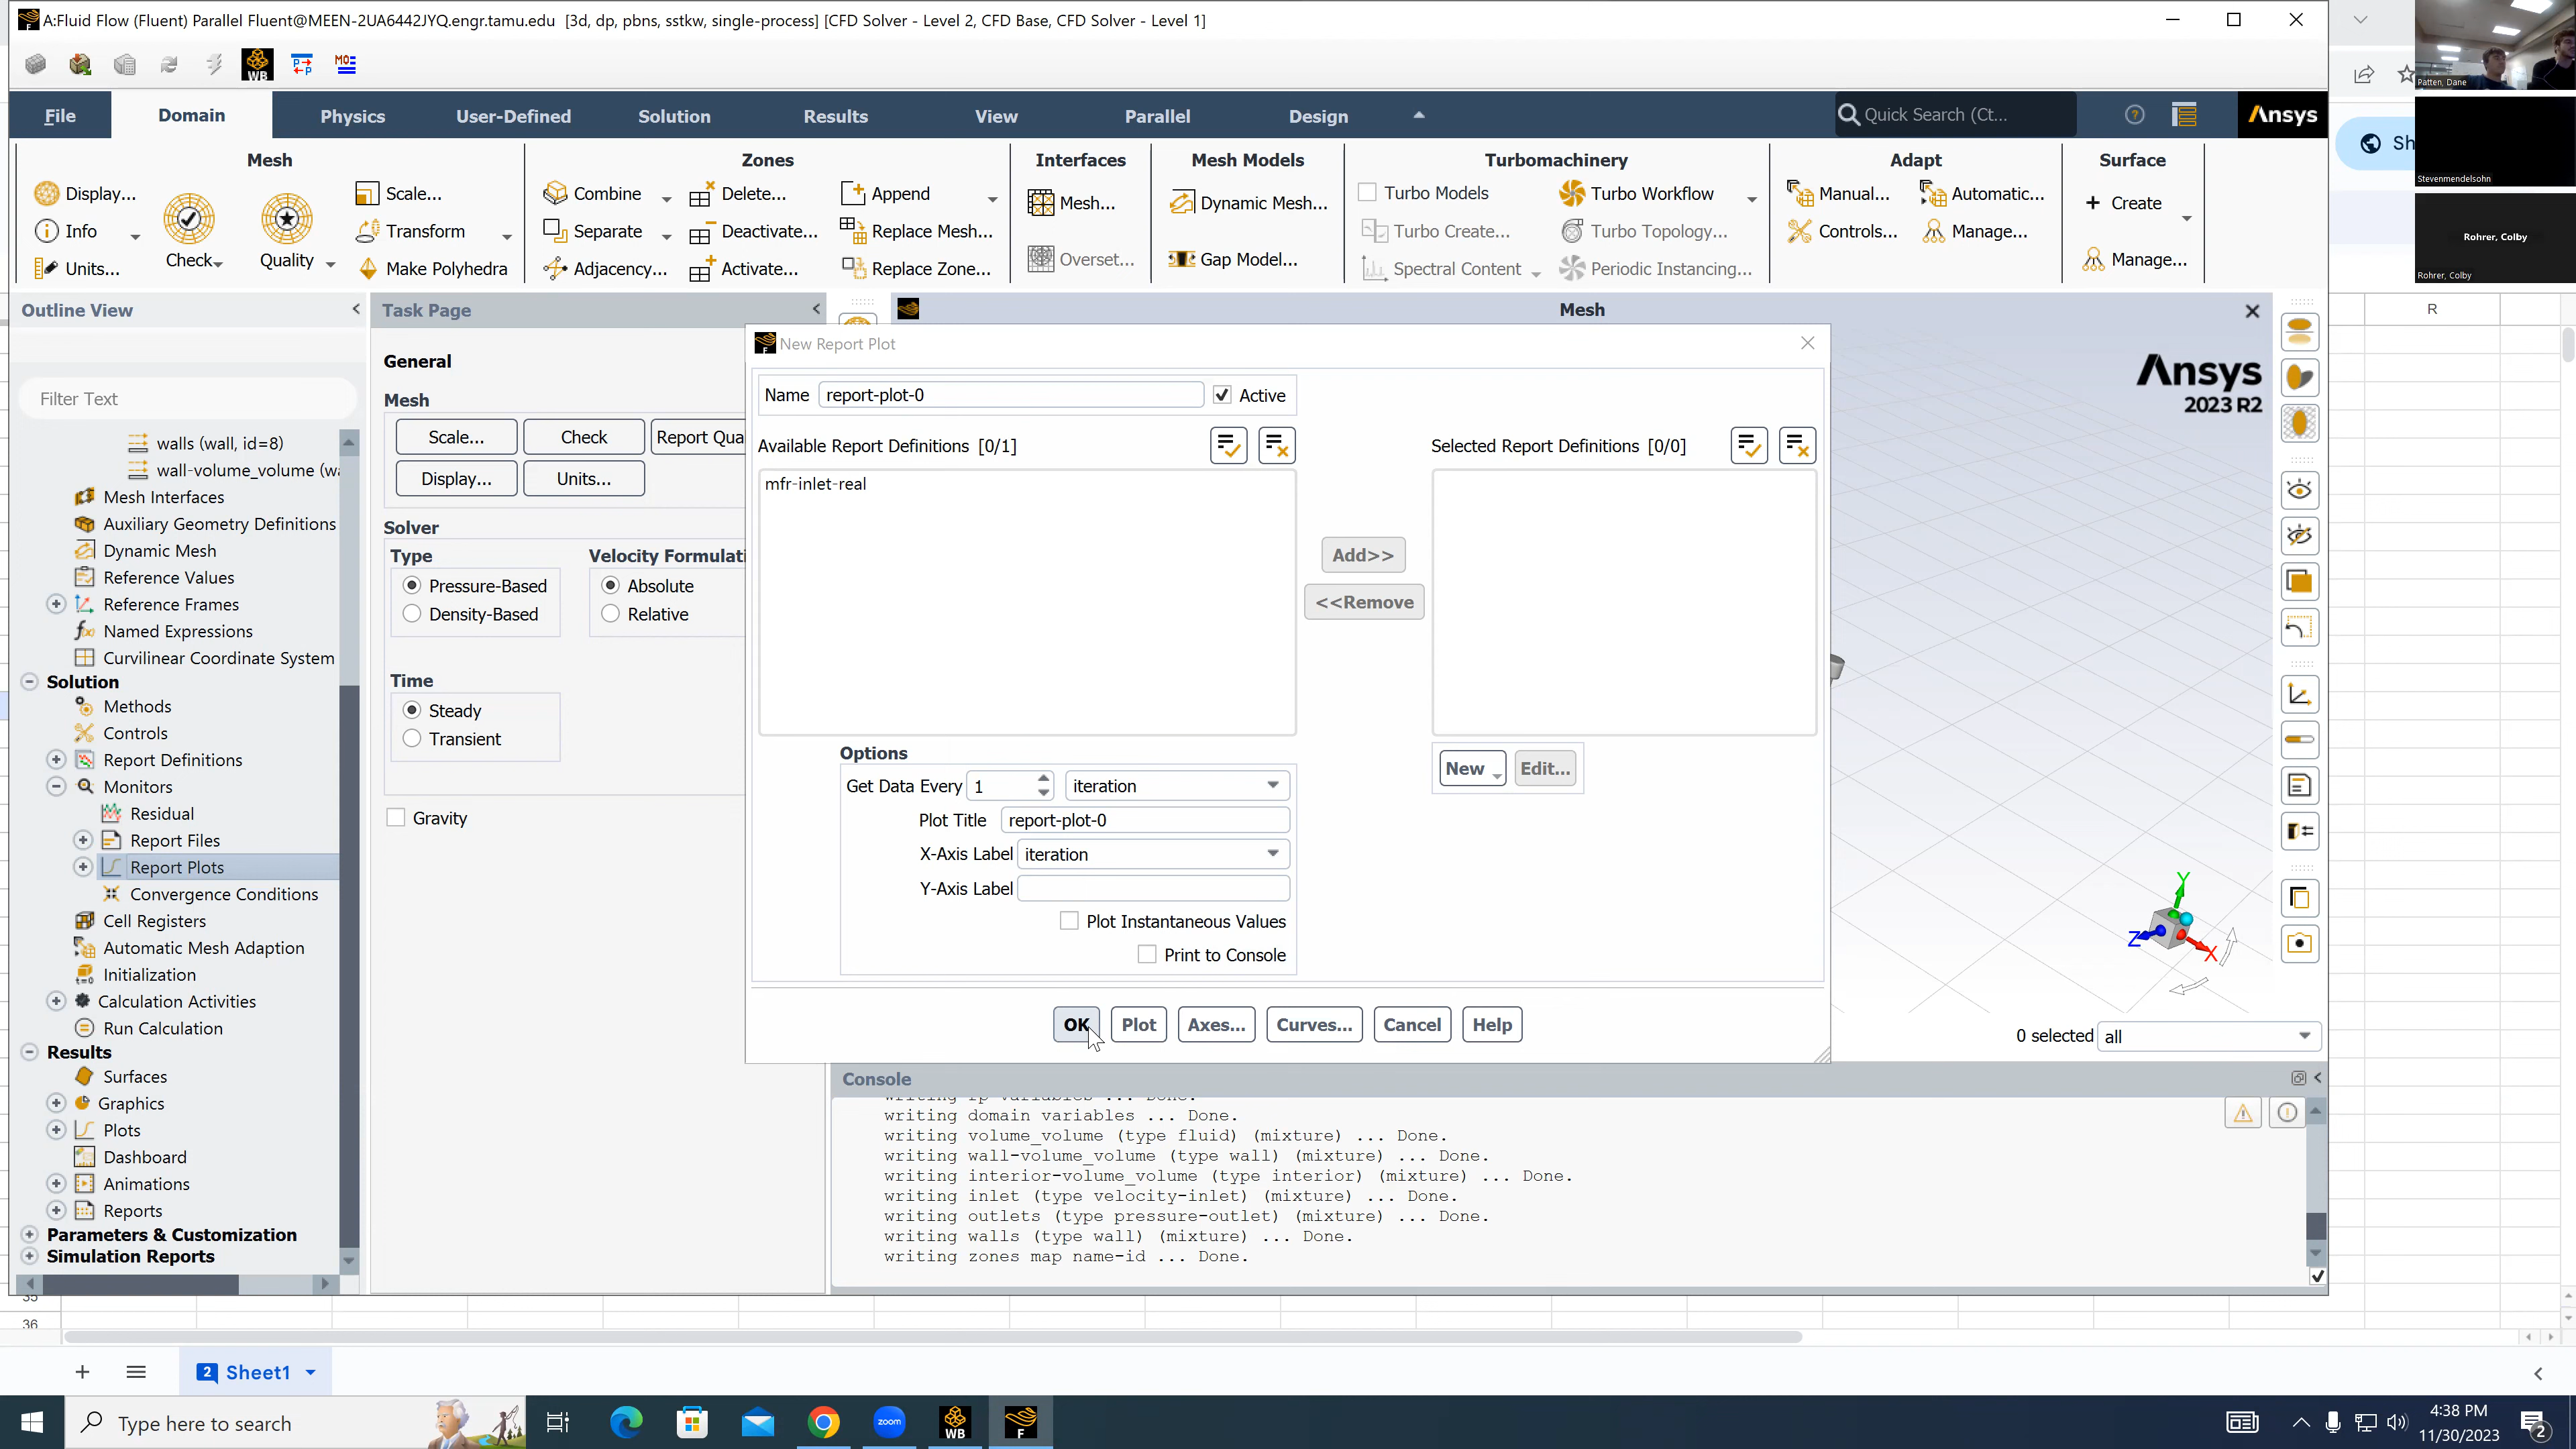 A:Fluid Flow (Fluent) Parallel Fluent@MEEN-2UA6442JYQ.engr.tamu.edu [3d, dp, pbns, sstkw, single-process] [CFD Solver - Level 2, CFD Base, CFD Solver - Level 1]
File Domain Physics User-Defined Solution Results View Parallel Design Quick Search (Ct... Ansys
Mesh Zones Interfaces Mesh Models Turbomachinery Adapt Surface
Display... Scale... Combine Delete... Append Mesh... Dynamic Mesh... Turbo Models Turbo Workflow Manual... Automatic... Create
Info Check Quality Transform Separate Deactivate... Replace Mesh... Turbo Create... Turbo Topology... Controls... Manage...
Units... Make Polyhedra Adjacency... Activate... Replace Zone... Overset... Gap Model... Spectral Content Periodic Instancing... Manage...
Patten, Dane
Stevenmendelsohn
Rohrer, Colby
Rohrer, Colby
Sh
R
Outline View
Filter Text
walls (wall, id=8)
wall-volume_volume (wa
Mesh Interfaces
Auxiliary Geometry Definitions
Dynamic Mesh
Reference Values
Reference Frames
Named Expressions
Curvilinear Coordinate System
Solution
Methods
Controls
Report Definitions
Monitors
Residual
Report Files
Report Plots
Convergence Conditions
Cell Registers
Automatic Mesh Adaption
Initialization
Calculation Activities
Run Calculation
Results
Surfaces
Graphics
Plots
Dashboard
Animations
Reports
Parameters & Customization
Simulation Reports
Task Page
General
Mesh
Scale... Check Report Qua
Display... Units...
Solver
Type Velocity Formulati
Pressure-Based Absolute
Density-Based Relative
Time
Steady
Transient
Gravity
Mesh
Ansys
2023 R2
New Report Plot
Name report-plot-0 Active
Available Report Definitions [0/1] Selected Report Definitions [0/0]
mfr-inlet-real
Add>>
<<Remove
Options
Get Data Every 1 iteration New Edit...
Plot Title report-plot-0
X-Axis Label iteration
Y-Axis Label
Plot Instantaneous Values
Print to Console
OK Plot Axes... Curves... Cancel Help
Y
Z
X
0 selected all
Console
writing domain variables ... Done.
writing volume_volume (type fluid) (mixture) ... Done.
writing wall-volume_volume (type wall) (mixture) ... Done.
writing interior-volume_volume (type interior) (mixture) ... Done.
writing inlet (type velocity-inlet) (mixture) ... Done.
writing outlets (type pressure-outlet) (mixture) ... Done.
writing walls (type wall) (mixture) ... Done.
writing zones map name-id ... Done.
35
36
2 Sheet1
Type here to search
zoom
WB
F
4:38 PM
11/30/2023
2